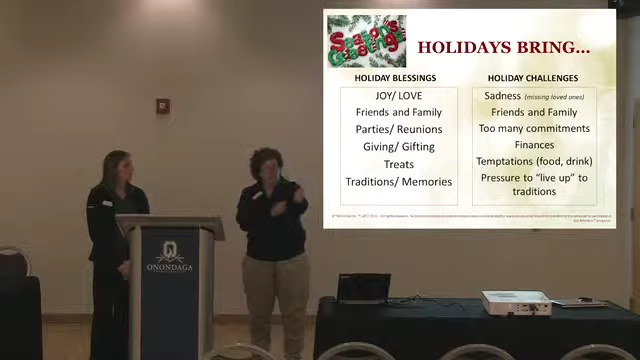 Season's
Greetings
HOLIDAYS BRING...
HOLIDAY BLESSINGS
JOY/ LOVE
Friends and Family
Parties/ Reunions
Giving/ Gifting
Treats
Traditions/ Memories
HOLIDAY CHALLENGES
Sadness (missing loved ones)
Friends and Family
Too many commitments
Finances
Temptations (food, drink)
Pressure to “live up” to
traditions
ONONDAGA